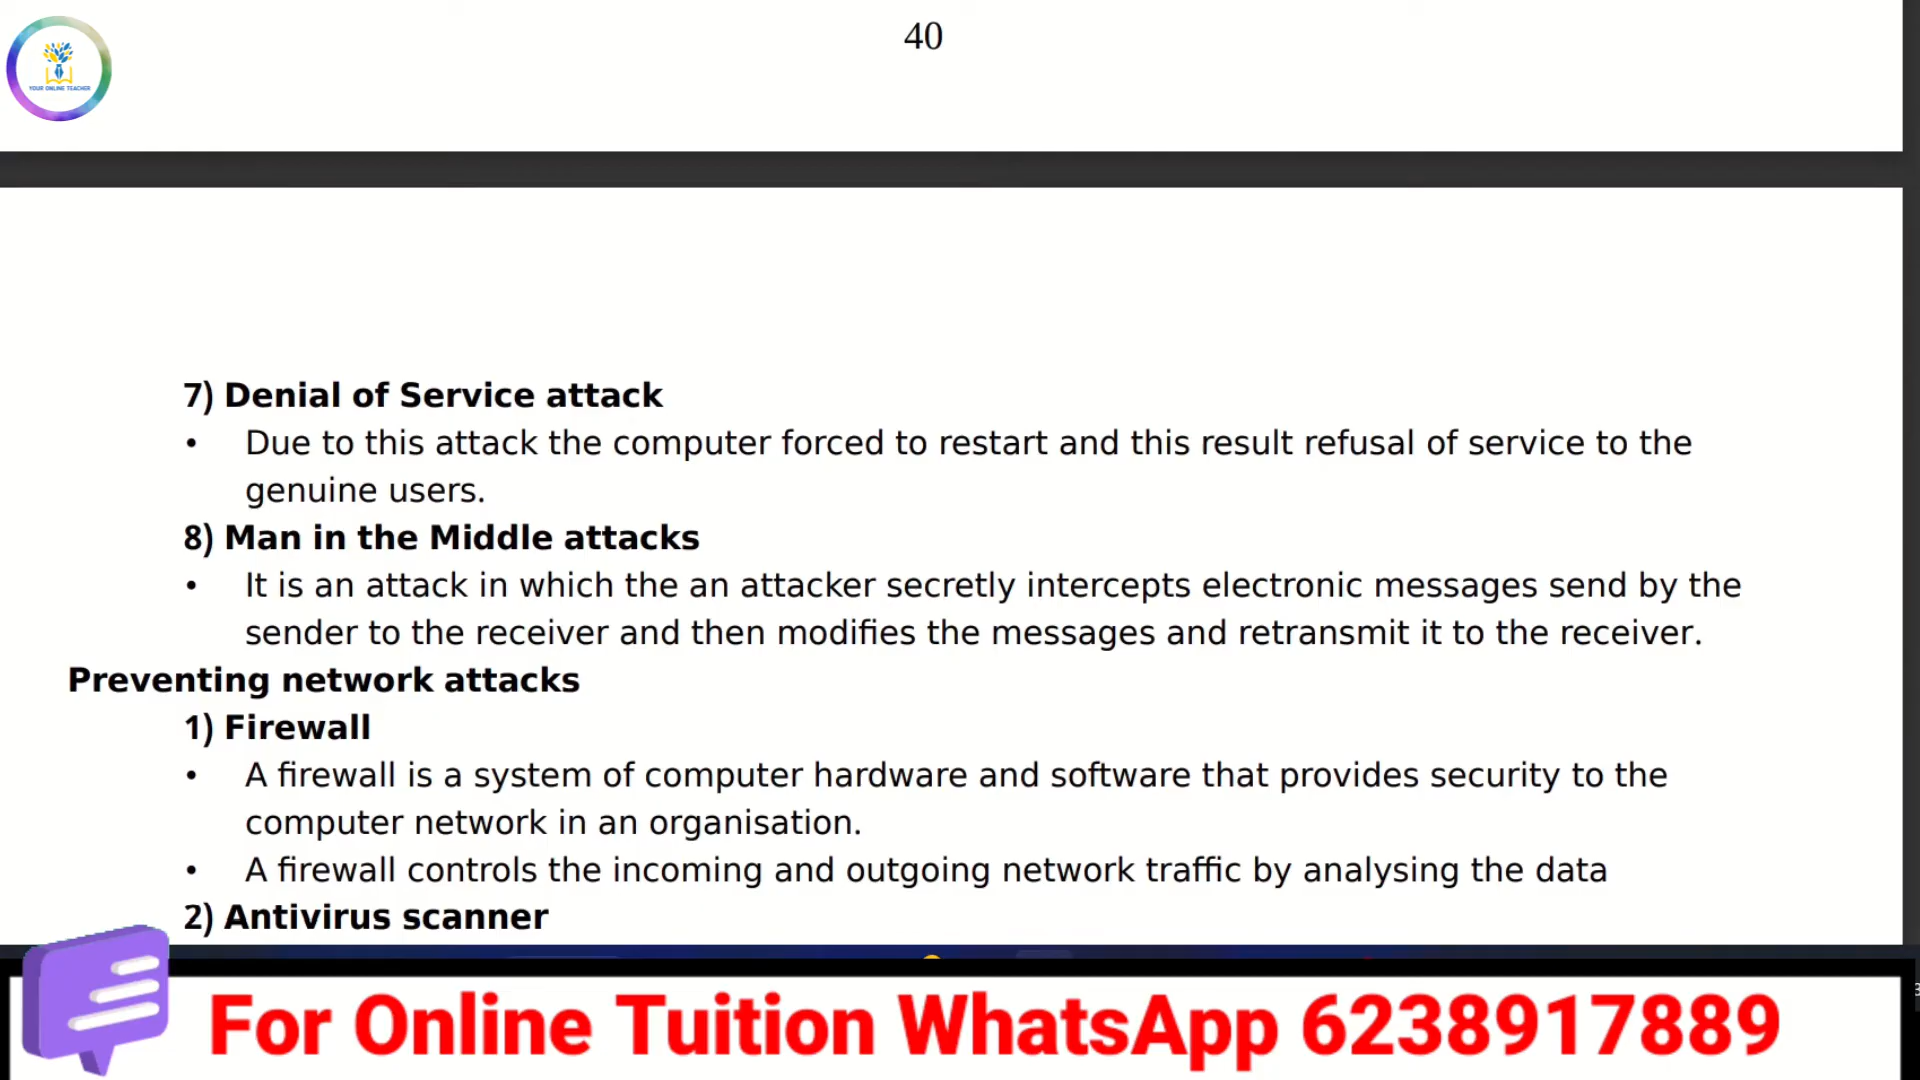 40
YOUR ONLINE TEACHER
7) Denial of Service attack
• Due to this attack the computer forced to restart and this result refusal of service to the
genuine users.
8) Man in the Middle attacks
• It is an attack in which the an attacker secretly intercepts electronic messages send by the
sender to the receiver and then modifies the messages and retransmit it to the receiver.
Preventing network attacks
1) Firewall
• A firewall is a system of computer hardware and software that provides security to the
computer network in an organisation.
• A firewall controls the incoming and outgoing network traffic by analysing the data
2) Antivirus scanner
For Online Tuition WhatsApp 6238917889